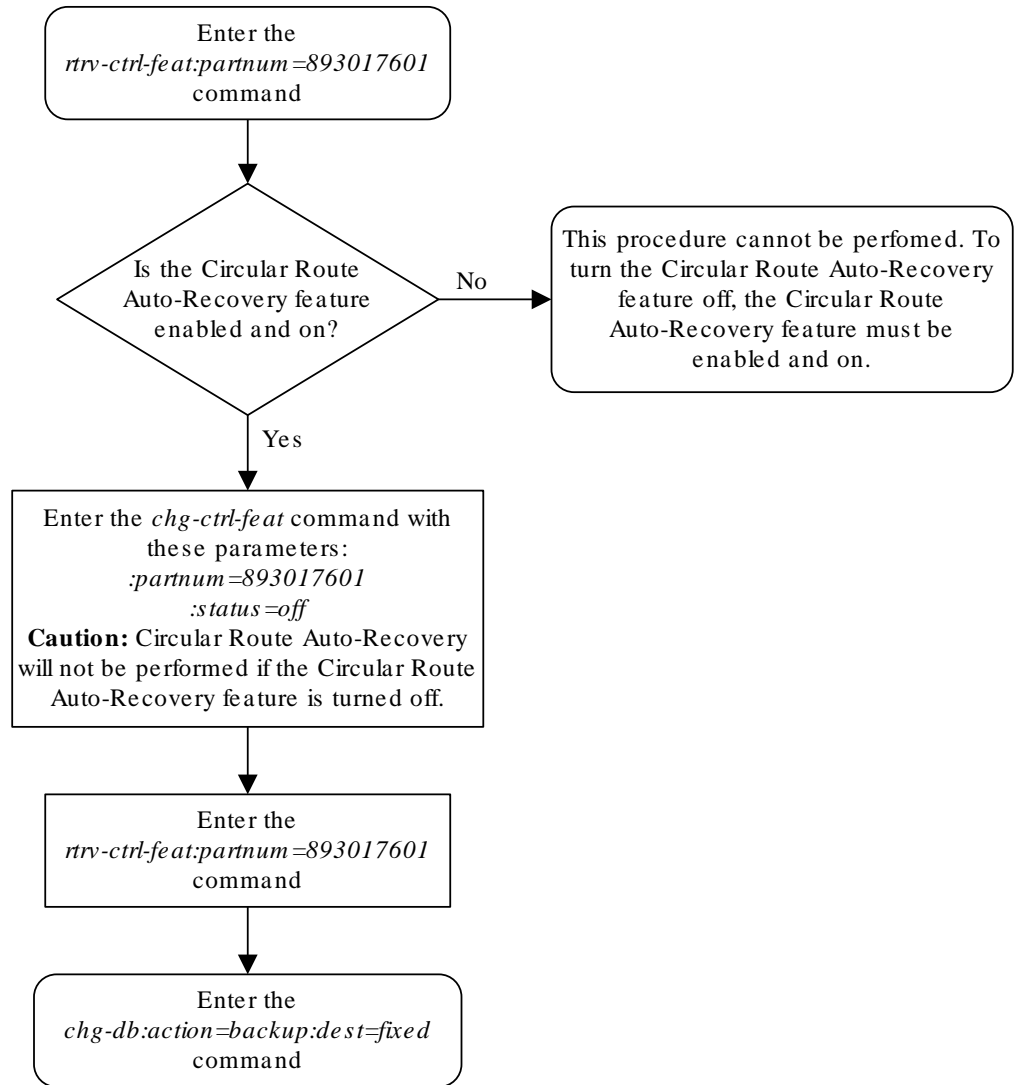 Enter the
rtrv-ctrl-feat:partnum=893017601
command
Is the Circular Route
Auto-Recovery feature
enabled and on?
No
This procedure cannot be perfomed. To
turn the Circular Route Auto-Recovery
feature off, the Circular Route
Auto-Recovery feature must be
enabled and on.
Yes
Enter the chg-ctrl-feat command with
these parameters:
:partnum=893017601
:status=off
Caution: Circular Route Auto-Recovery
will not be performed if the Circular Route
Auto-Recovery feature is turned off.
Enter the
rtrv-ctrl-feat:partnum=893017601
command
Enter the
chg-db:action=backup:dest=fixed
command